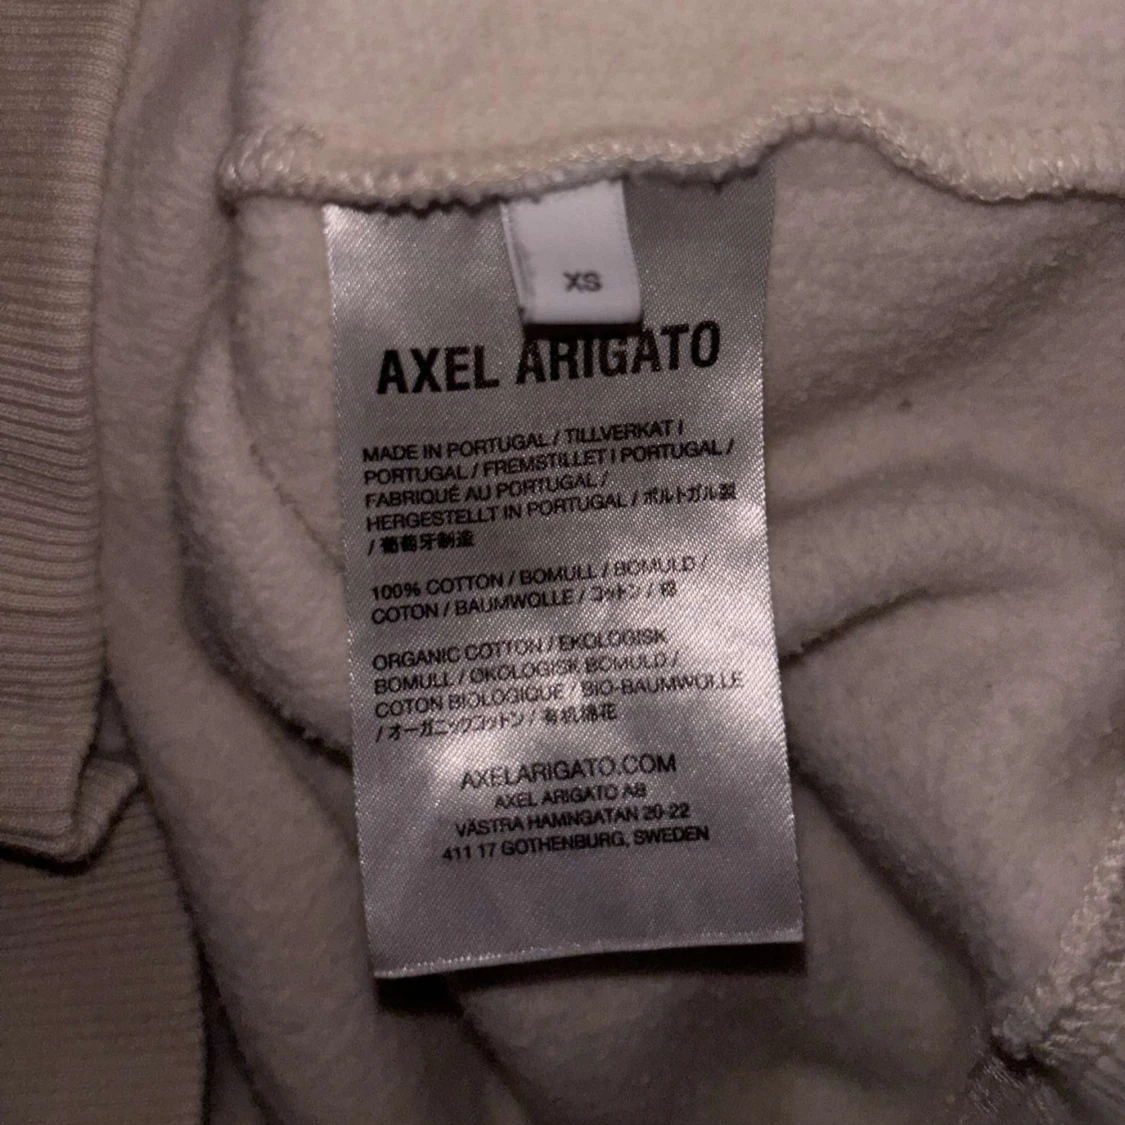 XS
AXEL ARIGATO
MADE IN PORTUGAL / TILLVERKAT I
PORTUGAL / FREMSTILLET I PORTUGAL /
FABRIQUÉ AU PORTUGAL /
HERGESTELLT IN PORTUGAL / ポルトガル製
/ 葡萄牙制造
100% COTTON / BOMULL / BOMULD /
COTON / BAUMWOLLE / コットン / 棉
ORGANIC COTTON / EKOLOGISK
BOMULL / ØKOLOGISK BOMULD /
COTON BIOLOGIQUE / BIO-BAUMWOLLE
/ オーガニックコットン / 有机棉花
AXELARIGATO.COM
AXEL ARIGATO AB
VÄSTRA HAMNGATAN 20-22
411 17 GOTHENBURG, SWEDEN